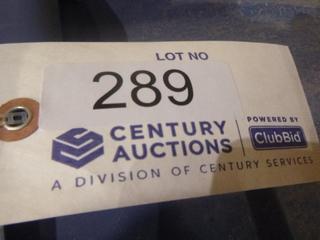 LOT NO
289
CENTURY
AUCTIONS
POWERED BY
ClubBid
A DIVISION OF CENTURY SERVICES